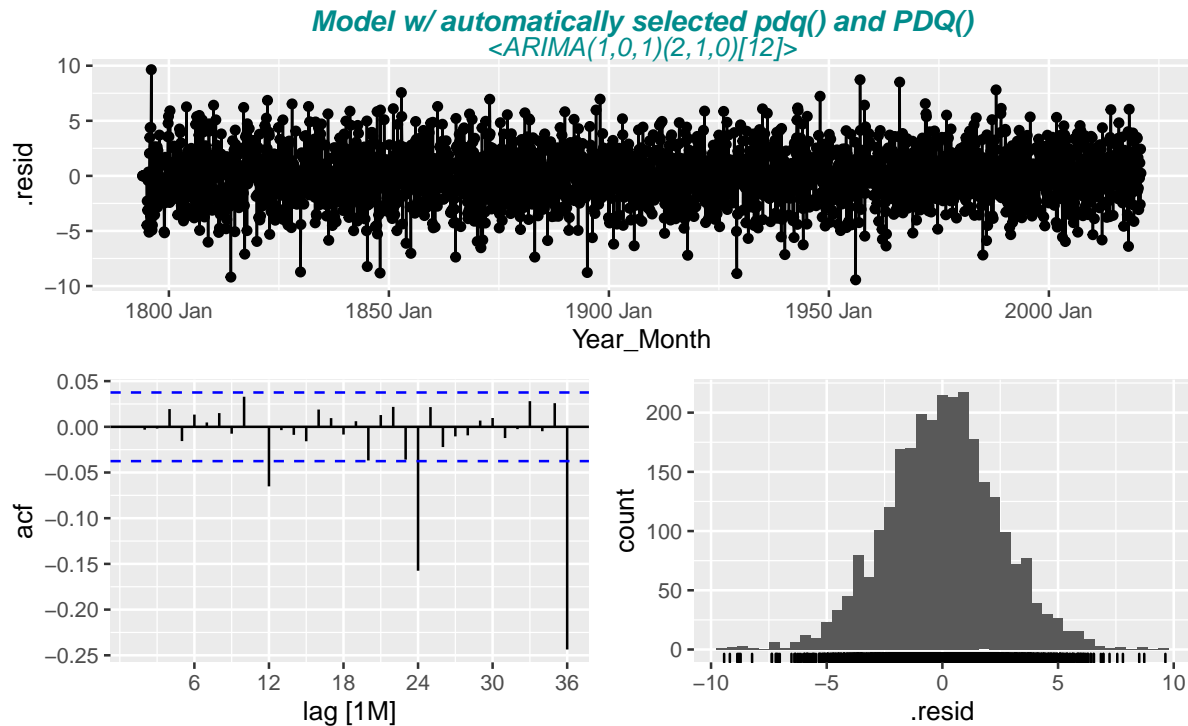 Model w/ automatically selected pdq() and PDQ()
<ARIMA(1,0,1)(2,1,0)[12]>
10
5
0
−5
−10
.resid
1800 Jan
1850 Jan
1900 Jan
1950 Jan
2000 Jan
Year_Month
0.05
0.00
−0.05
−0.10
−0.15
−0.20
−0.25
acf
6
12
18
24
30
36
lag [1M]
200
150
100
50
0
count
−10
−5
0
5
10
.resid